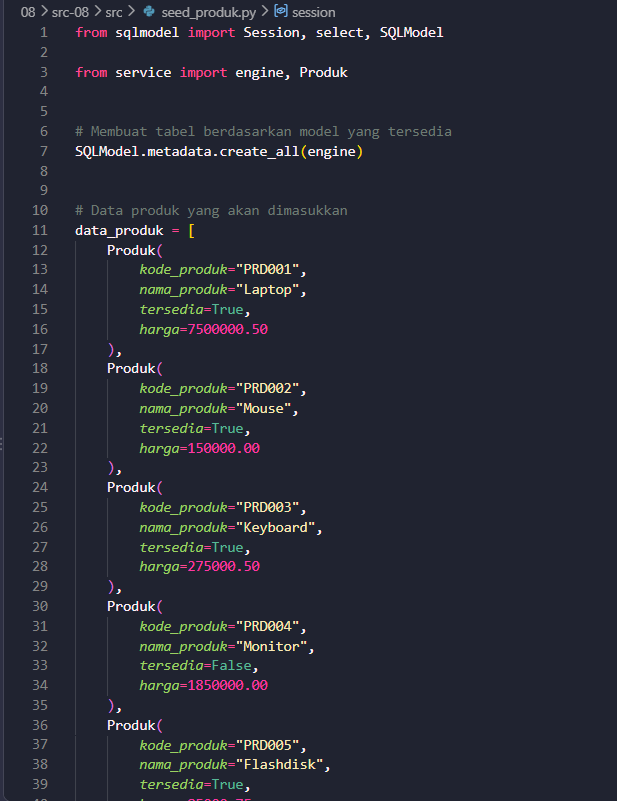 08 > src-08 > src > seed_produk.py > session
1 from sqlmodel import Session, select, SQLModel
2
3 from service import engine, Produk
4
5
6 # Membuat tabel berdasarkan model yang tersedia
7 SQLModel.metadata.create_all(engine)
8
9
10 # Data produk yang akan dimasukkan
11 data_produk = [
12 Produk(
13 kode_produk="PRD001",
14 nama_produk="Laptop",
15 tersedia=True,
16 harga=7500000.50
17 ),
18 Produk(
19 kode_produk="PRD002",
20 nama_produk="Mouse",
21 tersedia=True,
22 harga=150000.00
23 ),
24 Produk(
25 kode_produk="PRD003",
26 nama_produk="Keyboard",
27 tersedia=True,
28 harga=275000.50
29 ),
30 Produk(
31 kode_produk="PRD004",
32 nama_produk="Monitor",
33 tersedia=False,
34 harga=1850000.00
35 ),
36 Produk(
37 kode_produk="PRD005",
38 nama_produk="Flashdisk",
39 tersedia=True,